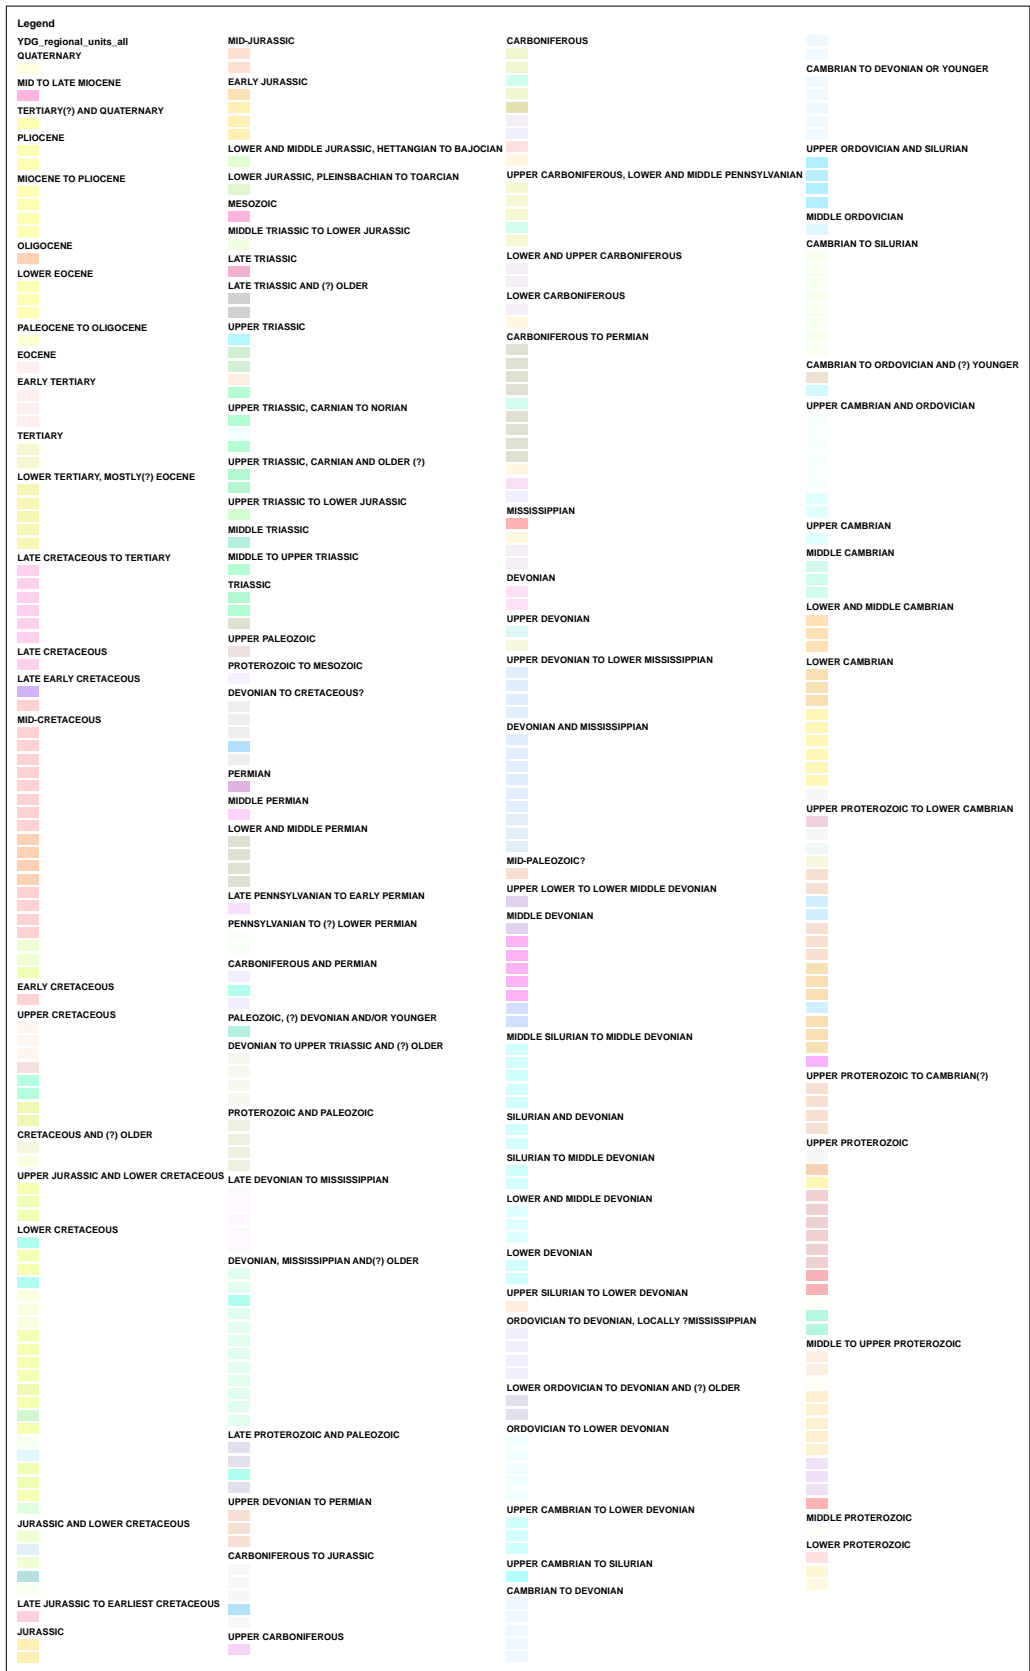 Legend
YDG_regional_units_all
QUATERNARY
MID TO LATE MIOCENE
TERTIARY(?) AND QUATERNARY
PLIOCENE
MIOCENE TO PLIOCENE
OLIGOCENE
LOWER EOCENE
PALEOCENE TO OLIGOCENE
EOCENE
EARLY TERTIARY
TERTIARY
LOWER TERTIARY, MOSTLY(?) EOCENE
LATE CRETACEOUS TO TERTIARY
LATE CRETACEOUS
LATE EARLY CRETACEOUS
MID-CRETACEOUS
EARLY CRETACEOUS
UPPER CRETACEOUS
CRETACEOUS AND (?) OLDER
UPPER JURASSIC AND LOWER CRETACEOUS
LOWER CRETACEOUS
JURASSIC AND LOWER CRETACEOUS
LATE JURASSIC TO EARLIEST CRETACEOUS
JURASSIC
MID-JURASSIC
EARLY JURASSIC
LOWER AND MIDDLE JURASSIC, HETTANGIAN TO BAJOCIAN
LOWER JURASSIC, PLEINSBACHIAN TO TOARCIAN
MESOZOIC
MIDDLE TRIASSIC TO LOWER JURASSIC
LATE TRIASSIC
LATE TRIASSIC AND (?) OLDER
UPPER TRIASSIC
UPPER TRIASSIC, CARNIAN TO NORIAN
UPPER TRIASSIC, CARNIAN AND OLDER (?)
UPPER TRIASSIC TO LOWER JURASSIC
MIDDLE TRIASSIC
MIDDLE TO UPPER TRIASSIC
TRIASSIC
UPPER PALEOZOIC
PROTEROZOIC TO MESOZOIC
DEVONIAN TO CRETACEOUS?
PERMIAN
MIDDLE PERMIAN
LOWER AND MIDDLE PERMIAN
LATE PENNSYLVANIAN TO EARLY PERMIAN
PENNSYLVANIAN TO (?) LOWER PERMIAN
CARBONIFEROUS AND PERMIAN
PALEOZOIC, (?) DEVONIAN AND/OR YOUNGER
DEVONIAN TO UPPER TRIASSIC AND (?) OLDER
PROTEROZOIC AND PALEOZOIC
LATE DEVONIAN TO MISSISSIPPIAN
DEVONIAN, MISSISSIPPIAN AND(?) OLDER
LATE PROTEROZOIC AND PALEOZOIC
UPPER DEVONIAN TO PERMIAN
CARBONIFEROUS TO JURASSIC
UPPER CARBONIFEROUS
CARBONIFEROUS
UPPER CARBONIFEROUS, LOWER AND MIDDLE PENNSYLVANIAN
LOWER AND UPPER CARBONIFEROUS
LOWER CARBONIFEROUS
CARBONIFEROUS TO PERMIAN
MISSISSIPPIAN
DEVONIAN
UPPER DEVONIAN
UPPER DEVONIAN TO LOWER MISSISSIPPIAN
DEVONIAN AND MISSISSIPPIAN
MID-PALEOZOIC?
UPPER LOWER TO LOWER MIDDLE DEVONIAN
MIDDLE DEVONIAN
MIDDLE SILURIAN TO MIDDLE DEVONIAN
SILURIAN AND DEVONIAN
SILURIAN TO MIDDLE DEVONIAN
LOWER AND MIDDLE DEVONIAN
LOWER DEVONIAN
UPPER SILURIAN TO LOWER DEVONIAN
ORDOVICIAN TO DEVONIAN, LOCALLY ?MISSISSIPPIAN
LOWER ORDOVICIAN TO DEVONIAN AND (?) OLDER
ORDOVICIAN TO LOWER DEVONIAN
UPPER CAMBRIAN TO LOWER DEVONIAN
UPPER CAMBRIAN TO SILURIAN
CAMBRIAN TO DEVONIAN
CAMBRIAN TO DEVONIAN OR YOUNGER
UPPER ORDOVICIAN AND SILURIAN
MIDDLE ORDOVICIAN
CAMBRIAN TO SILURIAN
CAMBRIAN TO ORDOVICIAN AND (?) YOUNGER
UPPER CAMBRIAN AND ORDOVICIAN
UPPER CAMBRIAN
MIDDLE CAMBRIAN
LOWER AND MIDDLE CAMBRIAN
LOWER CAMBRIAN
UPPER PROTEROZOIC TO LOWER CAMBRIAN
UPPER PROTEROZOIC TO CAMBRIAN(?)
UPPER PROTEROZOIC
MIDDLE TO UPPER PROTEROZOIC
MIDDLE PROTEROZOIC
LOWER PROTEROZOIC